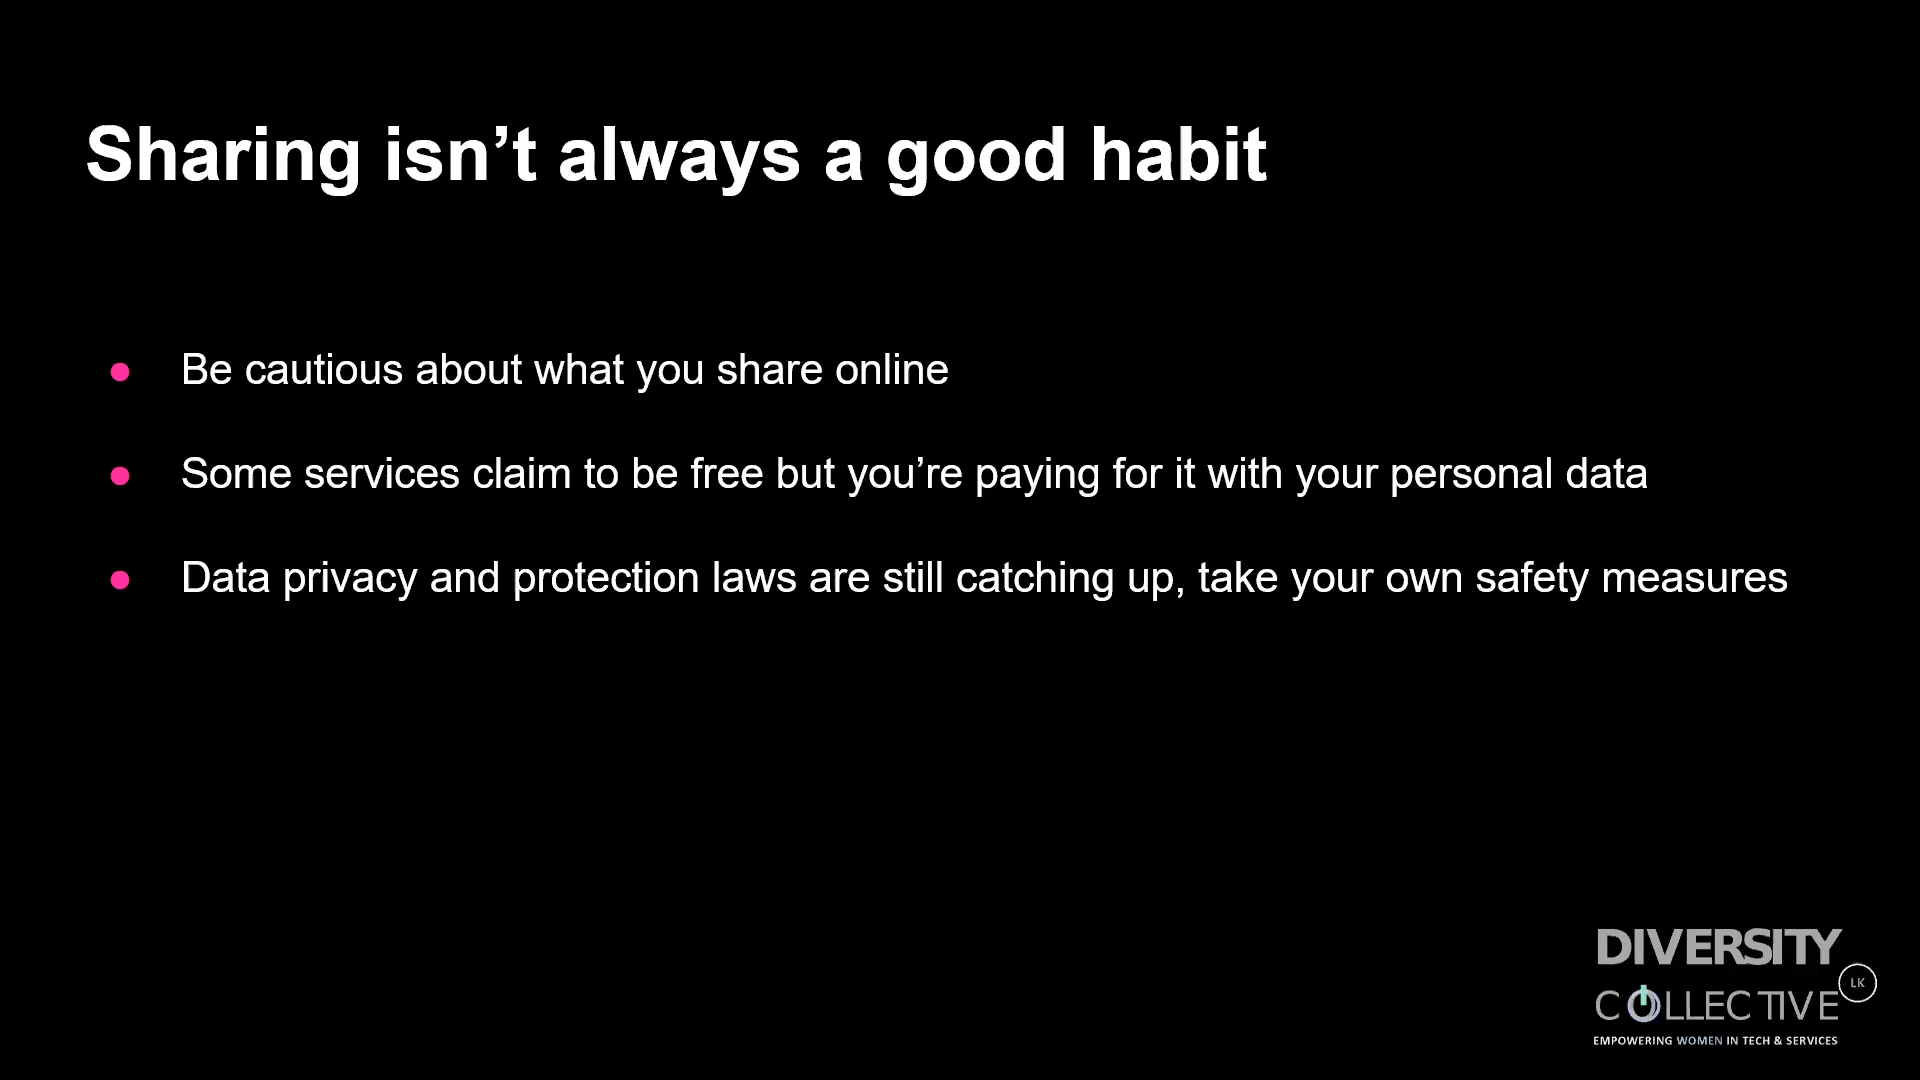 Sharing isn’t always a good habit
● Be cautious about what you share online
● Some services claim to be free but you’re paying for it with your personal data
● Data privacy and protection laws are still catching up, take your own safety measures
DIVERSITY
COLLECTIVE
LK
EMPOWERING WOMEN IN TECH & SERVICES